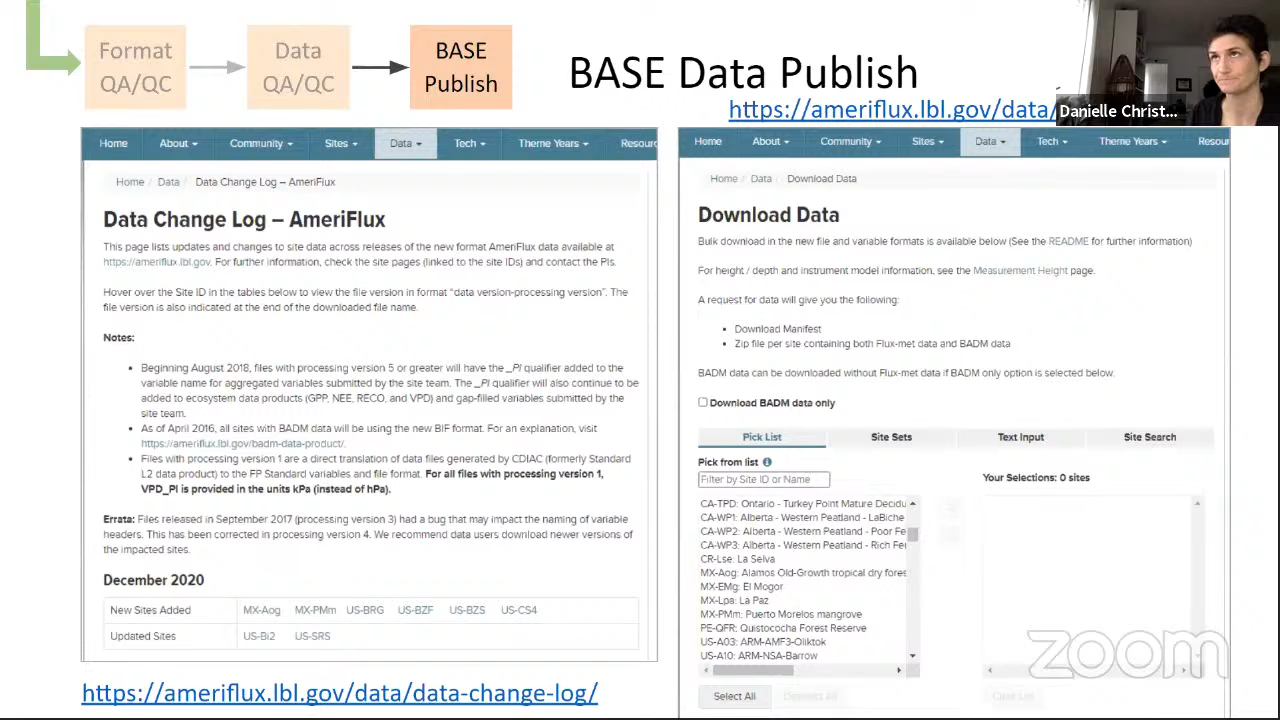 Format
QA/QC
Data
QA/QC
BASE
Publish
BASE Data Publish
https://ameriflux.lbl.gov/data/
Danielle Christ...
Home About Community Sites Data Tech Theme Years Resourc
Home / Data / Data Change Log – AmeriFlux
Data Change Log – AmeriFlux
This page lists updates and changes to site data across releases of the new format AmeriFlux data available at
https://ameriflux.lbl.gov. For further information, check the site pages (linked to the site IDs) and contact the PIs.
Hover over the Site ID in the tables below to view the file version in format “data version-processing version”. The
file version is also indicated at the end of the downloaded file name.
Notes:
• Beginning August 2018, files with processing version 5 or greater will have the _PI qualifier added to the
variable name for aggregated variables submitted by the site team. The _PI qualifier will also continue to be
added to ecosystem data products (GPP, NEE, RECO, and VPD) and gap-filled variables submitted by the
site team.
• As of April 2016, all sites with BADM data will be using the new BIF format. For an explanation, visit
https://ameriflux.lbl.gov/badm-data-product/.
• Files with processing version 1 are a direct translation of data files generated by CDIAC (formerly Standard
L2 data product) to the FP Standard variables and file format. For all files with processing version 1,
VPD_PI is provided in the units kPa (instead of hPa).
Errata: Files released in September 2017 (processing version 3) had a bug that may impact the naming of variable
headers. This has been corrected in processing version 4. We recommend data users download newer versions of
the impacted sites.
December 2020
New Sites Added MX-Aog MX-PMm US-BRG US-BZF US-BZS US-CS4
Updated Sites US-Bi2 US-SRS
https://ameriflux.lbl.gov/data/data-change-log/
Home About Community Sites Data Tech Theme Years Resour
Home / Data / Download Data
Download Data
Bulk download in the new file and variable formats is available below (See the README for further information)
For height / depth and instrument model information, see the Measurement Height page.
A request for data will give you the following:
• Download Manifest
• Zip file per site containing both Flux-met data and BADM data
BADM data can be downloaded without Flux-met data if BADM only option is selected below.
Download BADM data only
Pick List Site Sets Text Input Site Search
Pick from list
Filter by Site ID or Name
Your Selections: 0 sites
CA-TPD: Ontario - Turkey Point Mature Decidu
CA-WP1: Alberta - Western Peatland - LaBiche
CA-WP2: Alberta - Western Peatland - Poor Fe
CA-WP3: Alberta - Western Peatland - Rich Fer
CR-Lse: La Selva
MX-Aog: Alamos Old-Growth tropical dry fores
MX-EMg: El Mogor
MX-Lpa: La Paz
MX-PMm: Puerto Morelos mangrove
PE-QFR: Quistococha Forest Reserve
US-A03: ARM-AMF3-Oliktok
US-A10: ARM-NSA-Barrow
Select All Deselect All Clear List
zoom